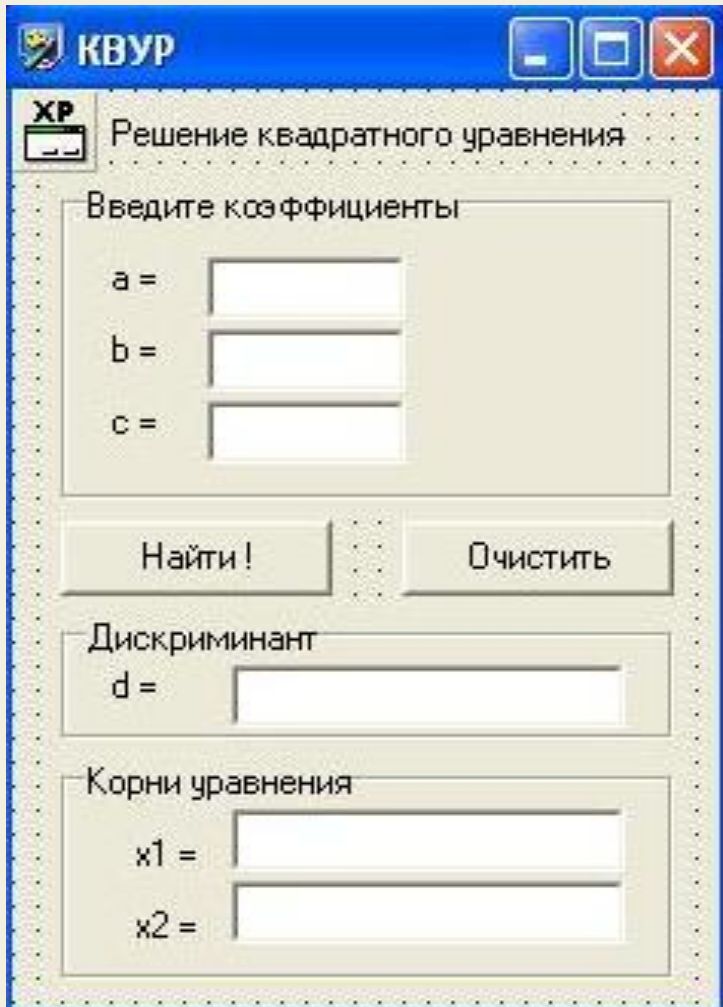 КВУР
XP
Решение квадратного уравнения
Введите коэффициенты
a =
b =
c =
Найти !
Очистить
Дискриминант
d =
Корни уравнения
x1 =
x2 =